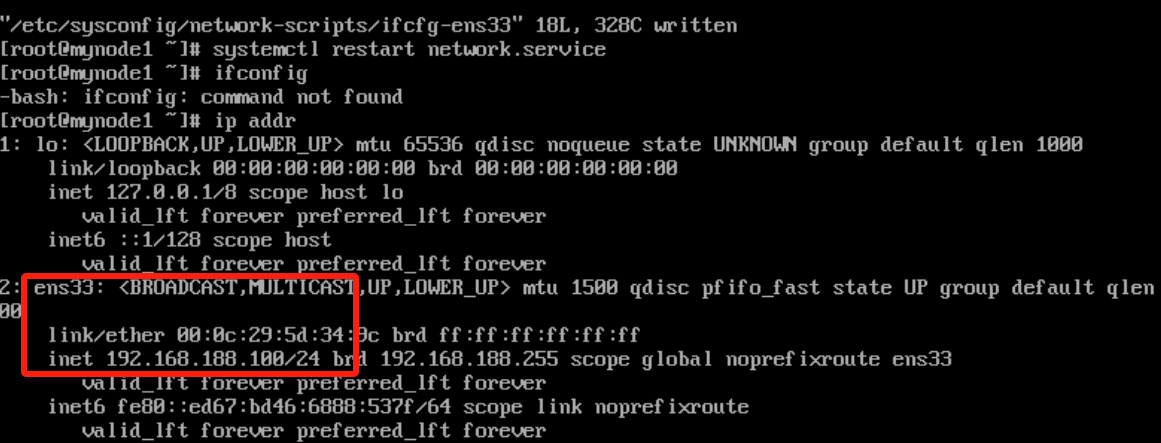 "/etc/sysconfig/network-scripts/ifcfg-ens33" 18L, 328C written
[root@mynode1 ~]# systemctl restart network.service
[root@mynode1 ~]# ifconfig
-bash: ifconfig: command not found
[root@mynode1 ~]# ip addr
1: lo: <LOOPBACK,UP,LOWER_UP> mtu 65536 qdisc noqueue state UNKNOWN group default qlen 1000
link/loopback 00:00:00:00:00:00 brd 00:00:00:00:00:00
inet 127.0.0.1/8 scope host lo
valid_lft forever preferred_lft forever
inet6 ::1/128 scope host
valid_lft forever preferred_lft forever
2: ens33: <BROADCAST,MULTICAST,UP,LOWER_UP> mtu 1500 qdisc pfifo_fast state UP group default qlen
00
link/ether 00:0c:29:5d:34:9c brd ff:ff:ff:ff:ff:ff
inet 192.168.188.100/24 brd 192.168.188.255 scope global noprefixroute ens33
valid_lft forever preferred_lft forever
inet6 fe80::ed67:bd46:6888:537f/64 scope link noprefixroute
valid_lft forever preferred_lft forever